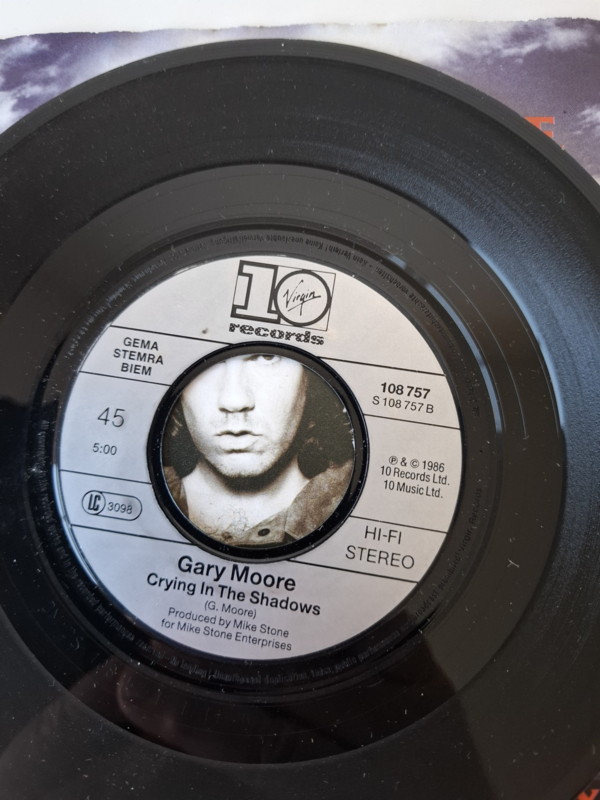 10
Virgin
records
GEMA
STEMRA
BIEM
45
5:00
LC 3098
108 757
S 108 757 B
℗ & © 1986
10 Records Ltd.
10 Music Ltd.
HI-FI
STEREO
Gary Moore
Crying In The Shadows
(G. Moore)
Produced by Mike Stone
for Mike Stone Enterprises